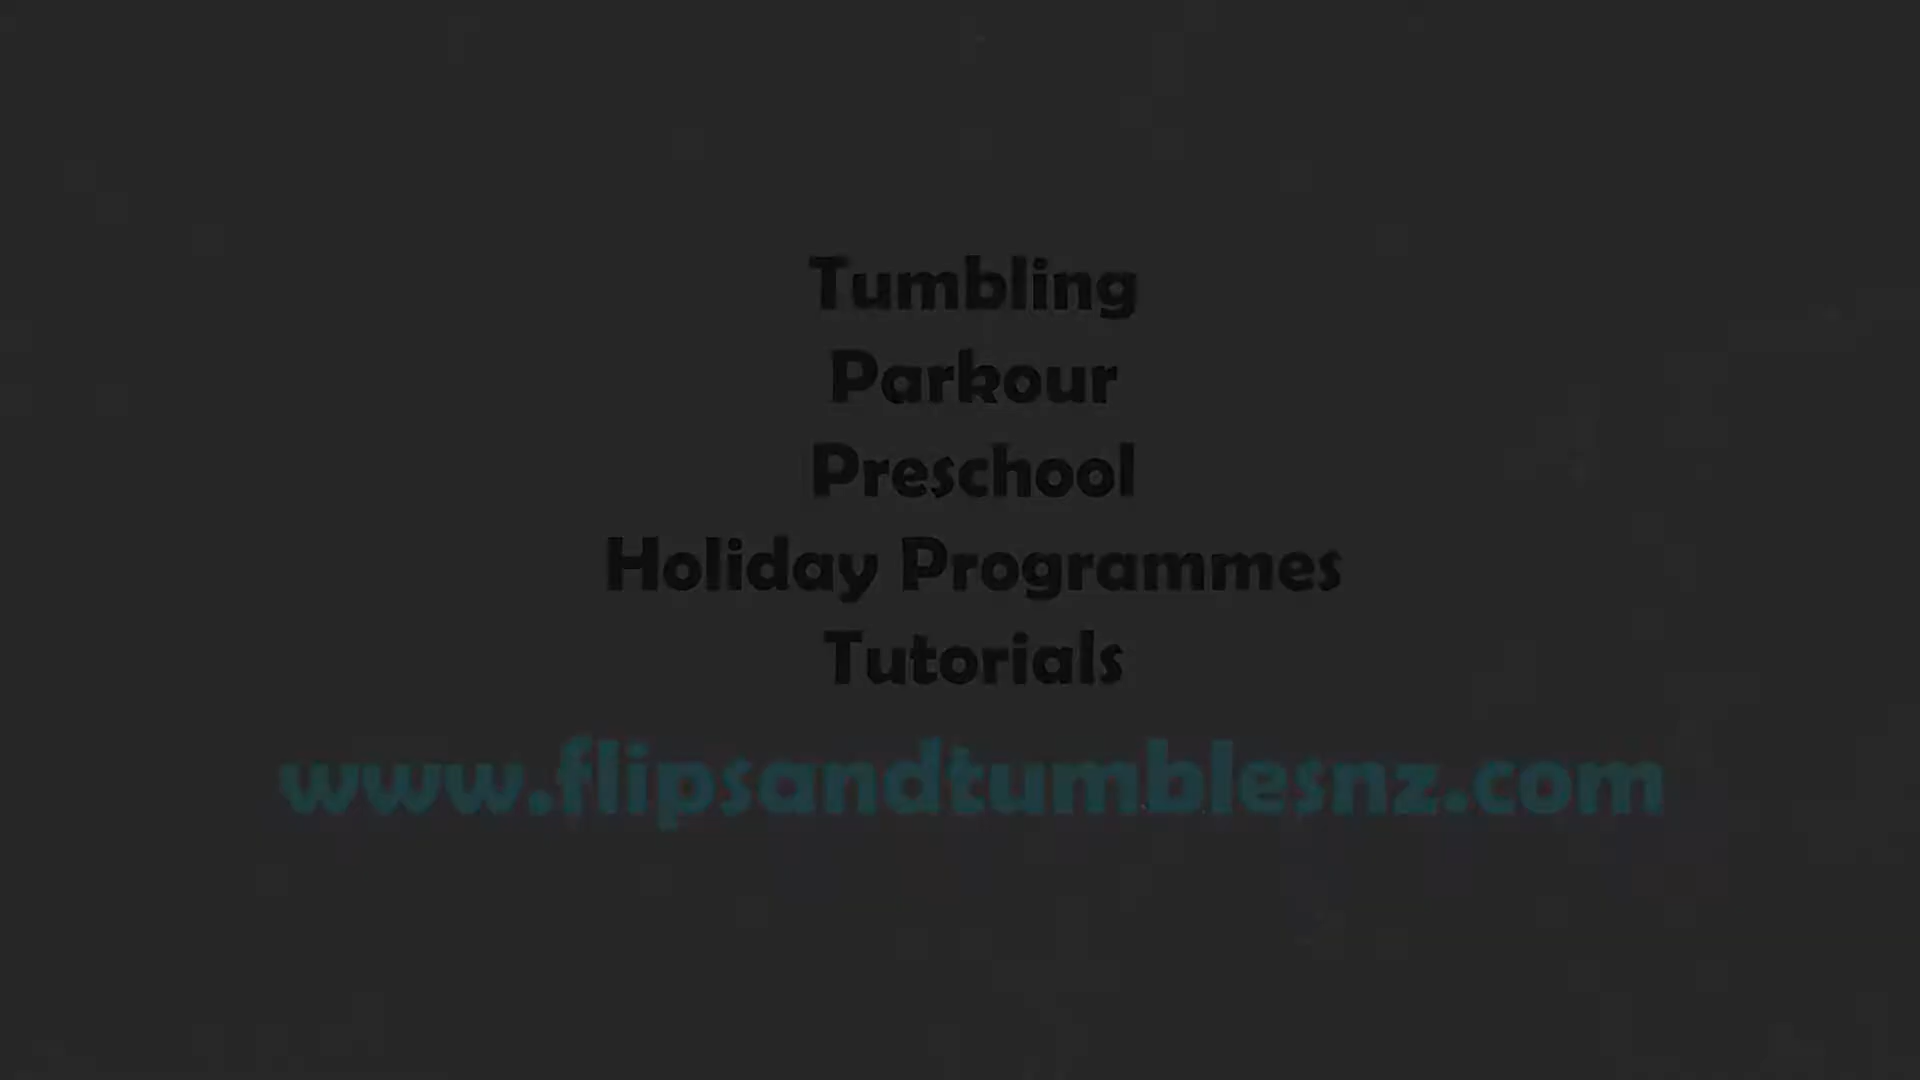 Tumbling
Parkour
Preschool
Holiday Programmes
Tutorials
www.flipsandtumblesnz.com